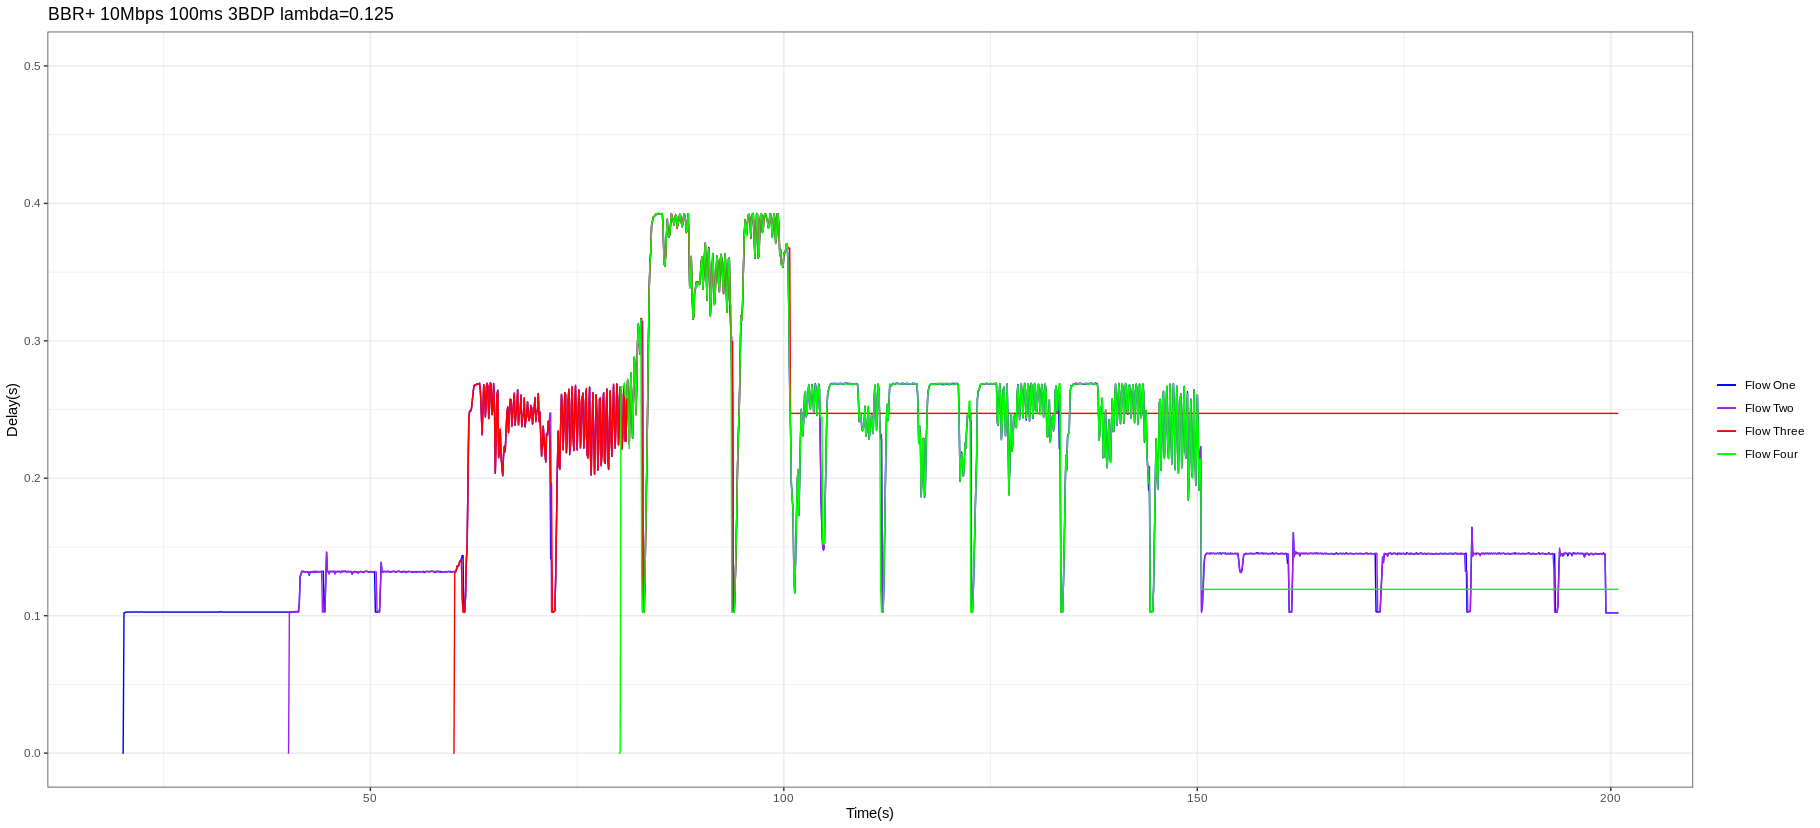 BBR+ 10Mbps 100ms 3BDP lambda=0.125
Delay(s)
0.5
0.4
0.3
0.2
0.1
0.0
50
100
150
200
Time(s)
Flow One
Flow Two
Flow Three
Flow Four